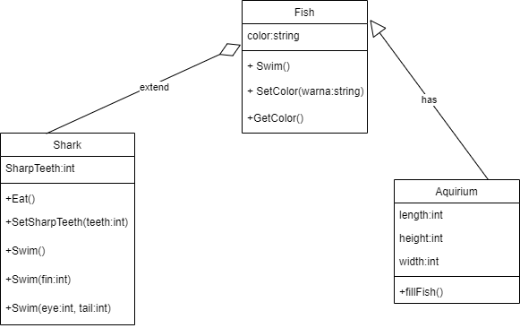 Fish
color:string
+ Swim()
+ SetColor(warna:string)
+GetColor()
extend
has
Shark
SharpTeeth:int
+Eat()
+SetSharpTeeth(teeth:int)
+Swim()
+Swim(fin:int)
+Swim(eye:int, tail:int)
Aquirium
length:int
height:int
width:int
+fillFish()